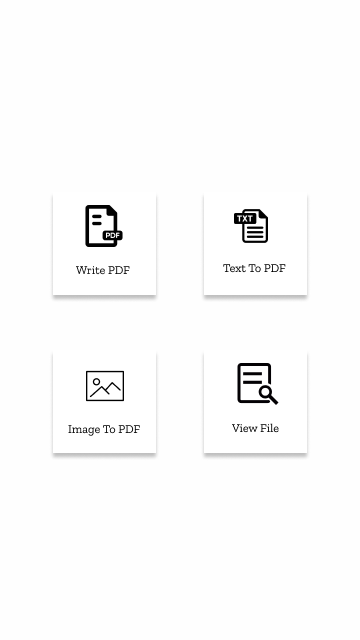 PDF
Write PDF
TXT
Text To PDF
Image To PDF
View File